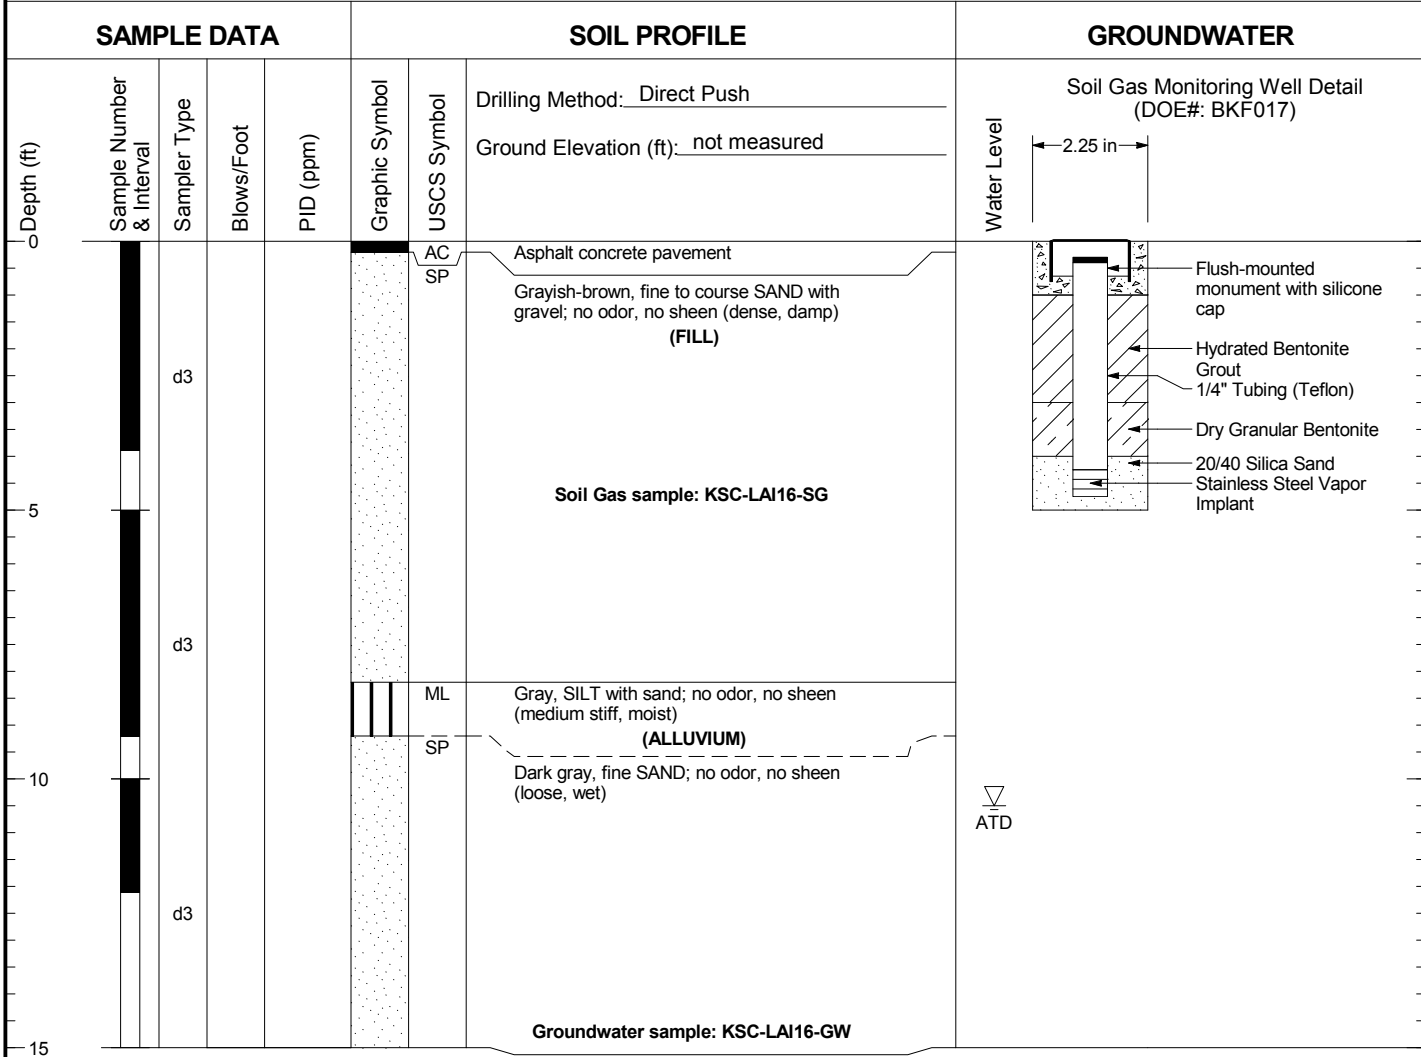 SAMPLE DATA
SOIL PROFILE
GROUNDWATER
Depth (ft)
Sample Number
& Interval
Sampler Type
Blows/Foot
PID (ppm)
Graphic Symbol
USCS Symbol
Drilling Method: Direct Push
Ground Elevation (ft): not measured
Water Level
Soil Gas Monitoring Well Detail
(DOE#: BKF017)
2.25 in
0
AC
Asphalt concrete pavement
SP
Grayish-brown, fine to course SAND with
gravel; no odor, no sheen (dense, damp)
(FILL)
Flush-mounted
monument with silicone
cap
Hydrated Bentonite
Grout
1/4" Tubing (Teflon)
d3
Dry Granular Bentonite
20/40 Silica Sand
Stainless Steel Vapor
Implant
Soil Gas sample: KSC-LAI16-SG
5
d3
ML
Gray, SILT with sand; no odor, no sheen
(medium stiff, moist)
(ALLUVIUM)
SP
Dark gray, fine SAND; no odor, no sheen
(loose, wet)
10
ATD
d3
Groundwater sample: KSC-LAI16-GW
15